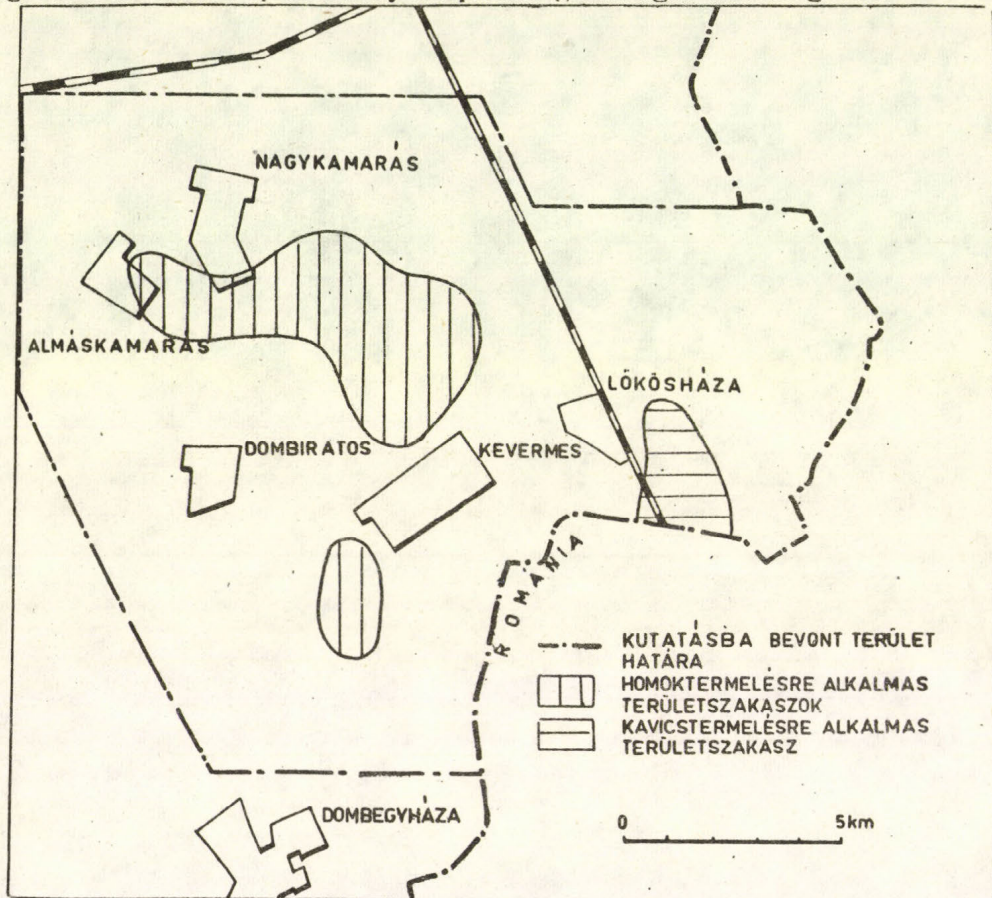 NAGYKAMARÁS
ALMÁSKAMARÁS
LŐKÖSHÁZA
DOMBIRATOS
KEVERMES
ROMÁNIA
KUTATÁSBA BEVONT TERÜLET
HATÁRA
HOMOKTERMELÉSRE ALKALMAS
TERÜLETSZAKASZOK
KAVICSTERMELÉSRE ALKALMAS
TERÜLETSZAKASZ
DOMBEGYHÁZA
0 5km